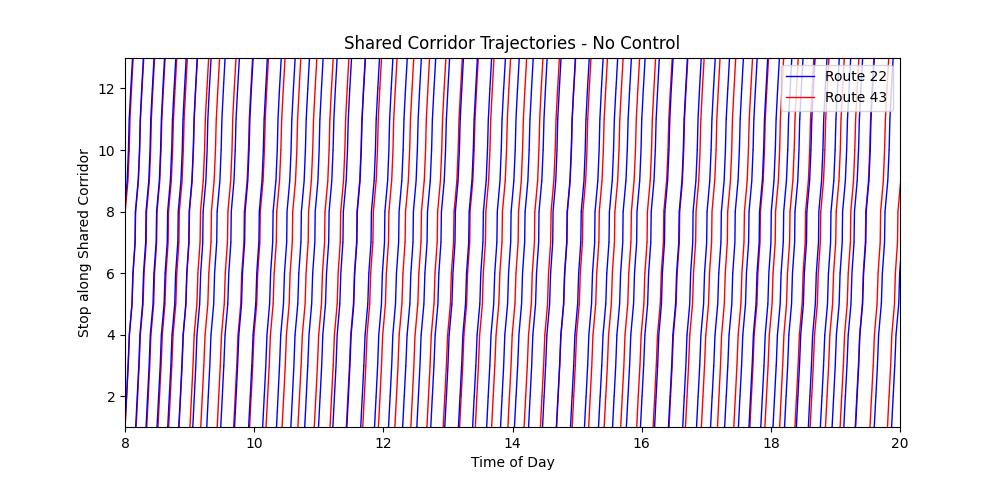 Shared Corridor Trajectories - No Control
Route 22
Route 43
Stop along Shared Corridor
12
10
8
6
4
2
8
10
12
14
16
18
20
Time of Day